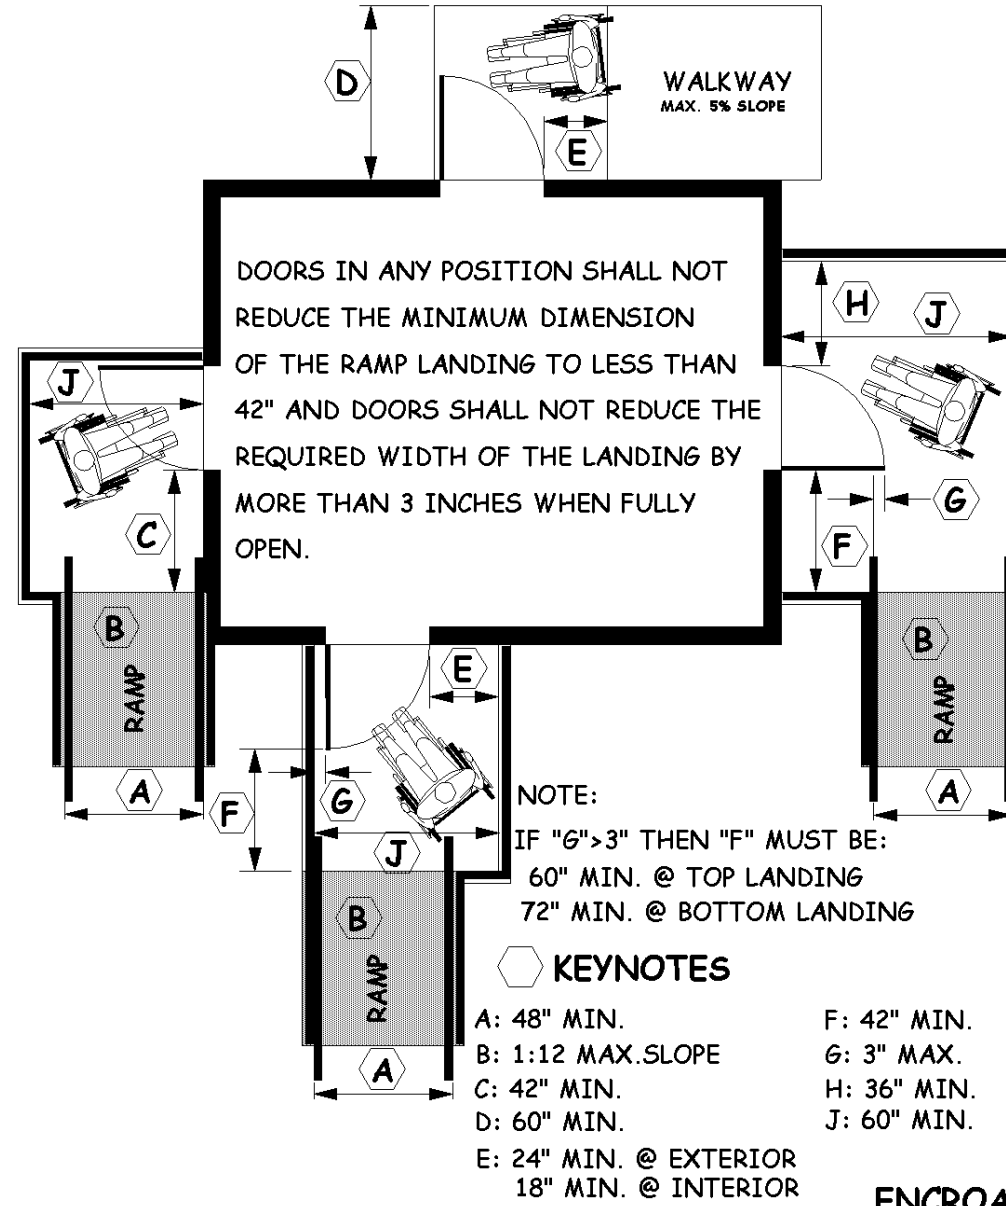 D
WALKWAY
MAX. 5% SLOPE
E
DOORS IN ANY POSITION SHALL NOT
REDUCE THE MINIMUM DIMENSION
OF THE RAMP LANDING TO LESS THAN
42" AND DOORS SHALL NOT REDUCE THE
REQUIRED WIDTH OF THE LANDING BY
MORE THAN 3 INCHES WHEN FULLY
OPEN.
H
J
J
G
C
F
B
RAMP
A
B
RAMP
A
E
G
F
J
B
RAMP
A
NOTE:
IF "G">3" THEN "F" MUST BE:
60" MIN. @ TOP LANDING
72" MIN. @ BOTTOM LANDING
KEYNOTES
A: 48" MIN.
B: 1:12 MAX.SLOPE
C: 42" MIN.
D: 60" MIN.
E: 24" MIN. @ EXTERIOR
18" MIN. @ INTERIOR
F: 42" MIN.
G: 3" MAX.
H: 36" MIN.
J: 60" MIN.